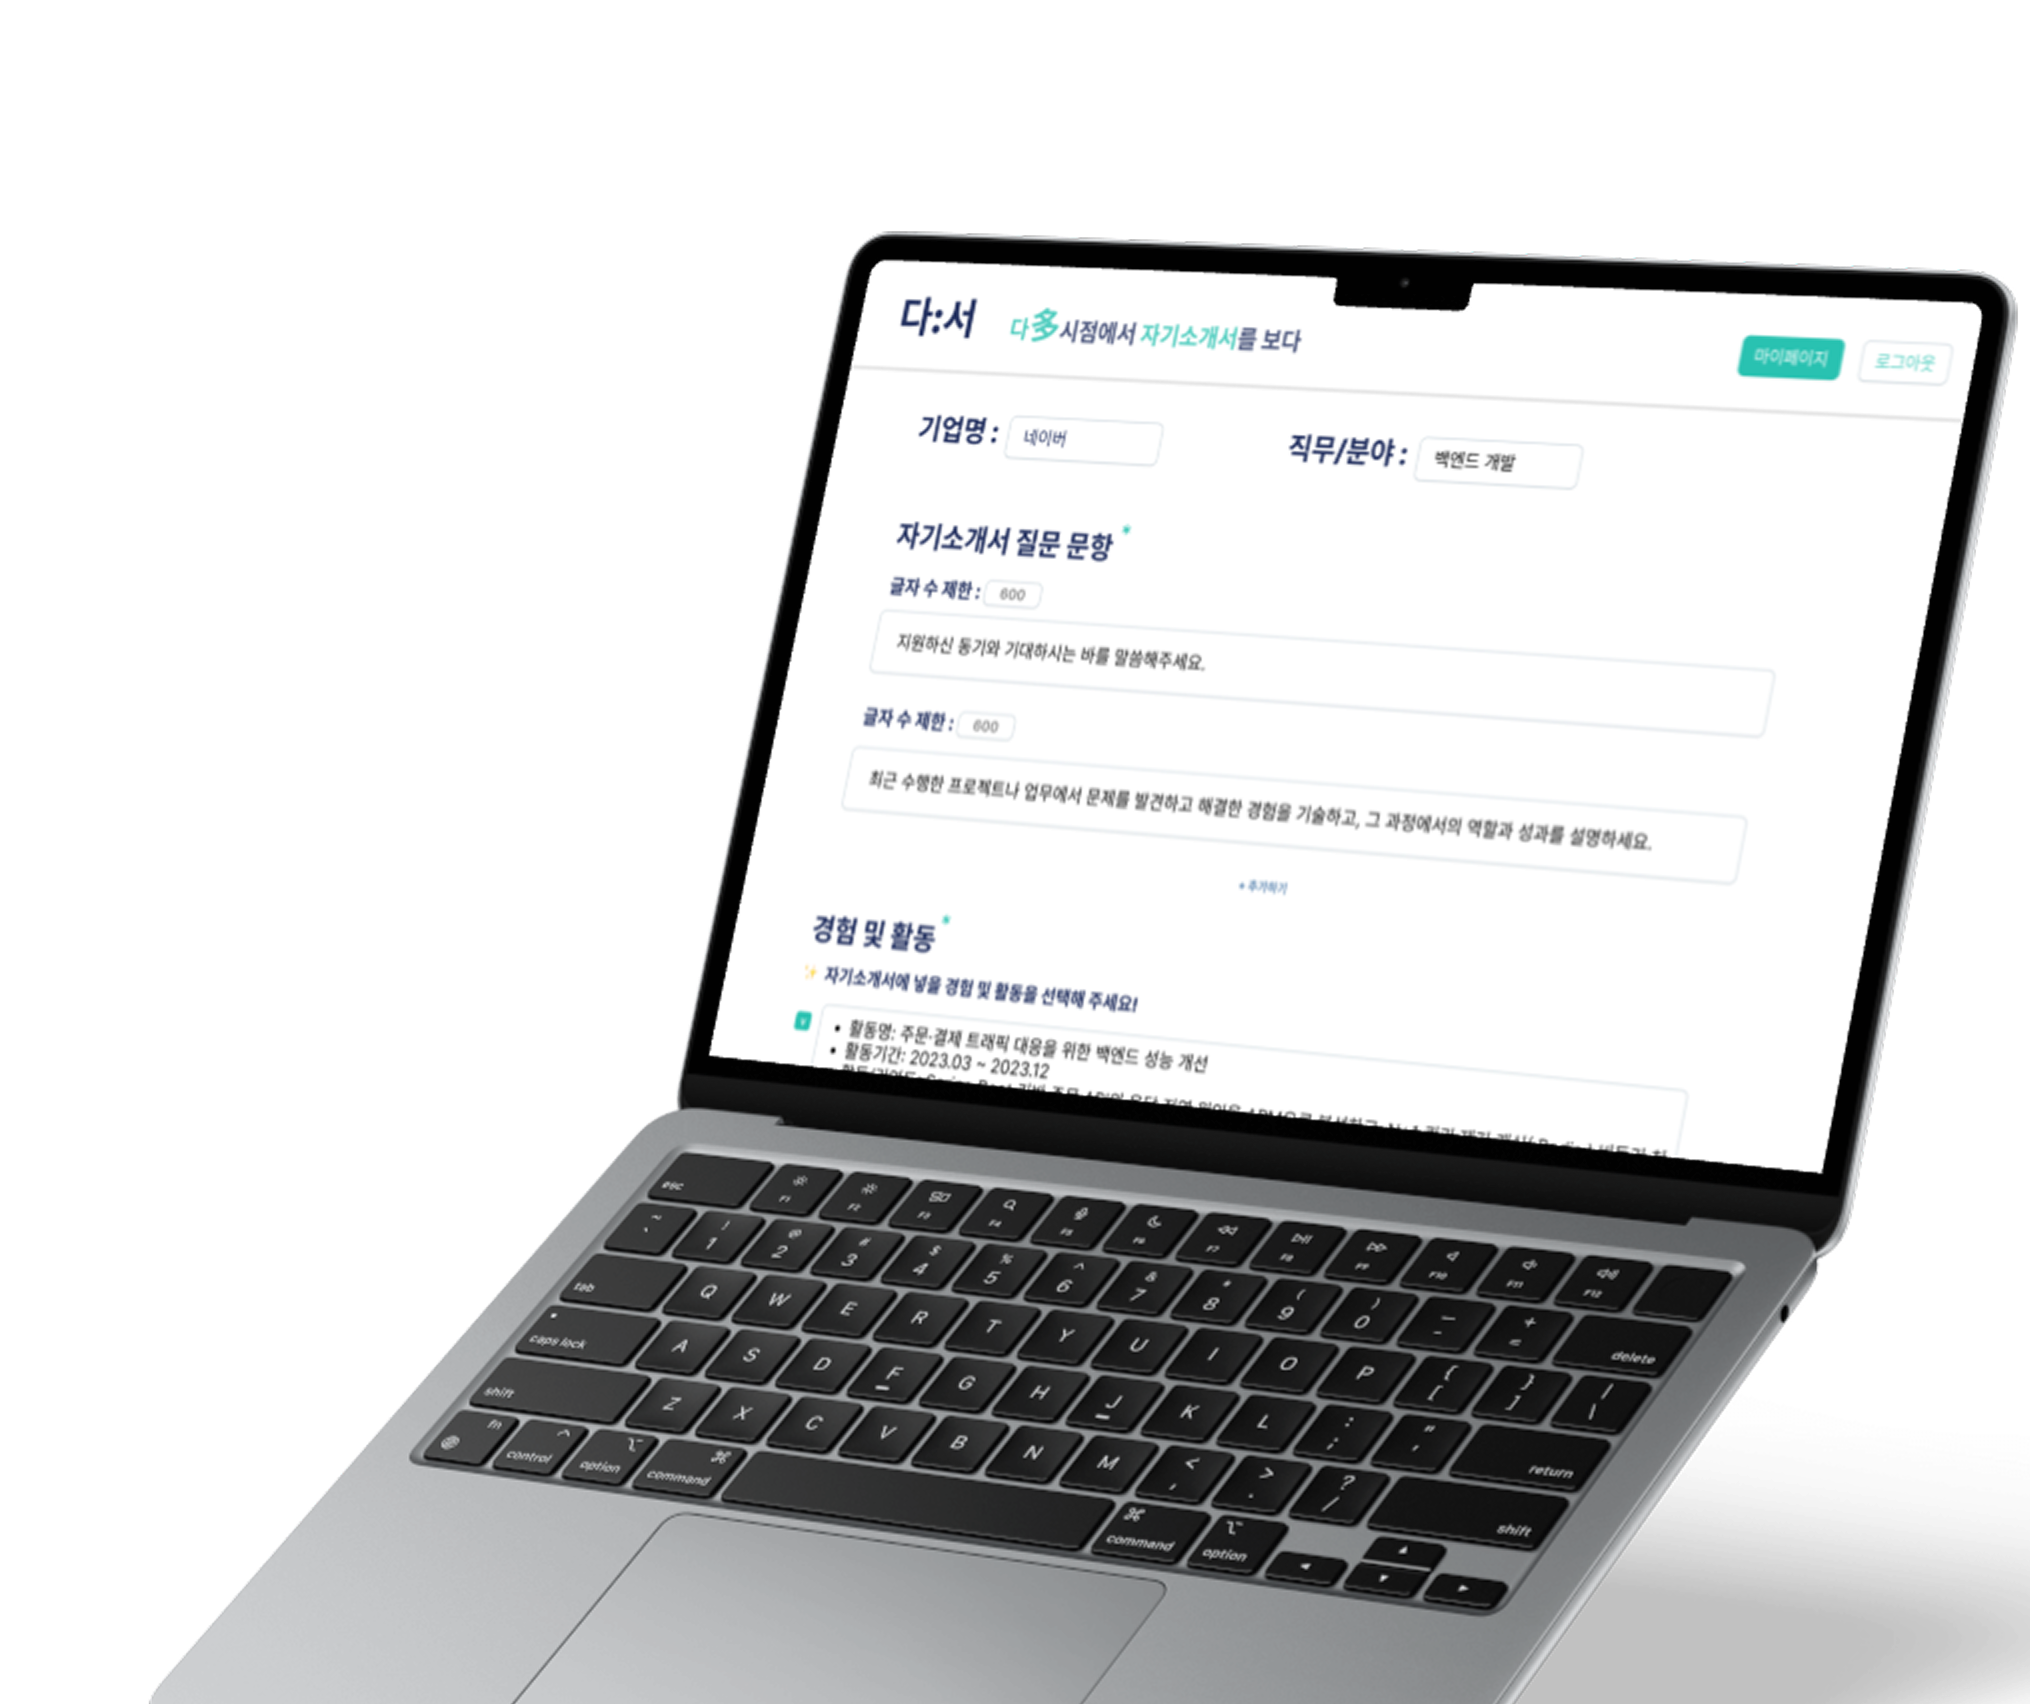 다:서
다多시점에서 자기소개서를 보다
마이페이지
로그아웃
기업명 : 네이버
직무/분야 : 백엔드 개발
자기소개서 질문 문항 *
글자 수 제한 : 600
지원하신 동기와 기대하시는 바를 말씀해주세요.
글자 수 제한 : 600
최근 수행한 프로젝트나 업무에서 문제를 발견하고 해결한 경험을 기술하고, 그 과정에서의 역할과 성과를 설명하세요.
+ 추가하기
경험 및 활동 *
✨ 자기소개서에 넣을 경험 및 활동을 선택해 주세요!
• 활동명: 주문·결제 트래픽 대응을 위한 백엔드 성능 개선
• 활동기간: 2023.03 ~ 2023.12
esc F1 F2 F3 F4 F5 F6 F7 F8 F9 F10 F11 F12
~ ` ! 1 @ 2 # 3 $ 4 % 5 ^ 6 & 7 * 8 ( 9 ) 0 — - + = delete
tab Q W E R T Y U I O P { [ } ] | \
caps lock A S D F G H J K L : ; " ' return
shift Z X C V B N M < , > . ? / shift
fn control ^ option ⌥ command ⌘ ⌘ command ⌥ option ◀ ▲ ▼ ▶